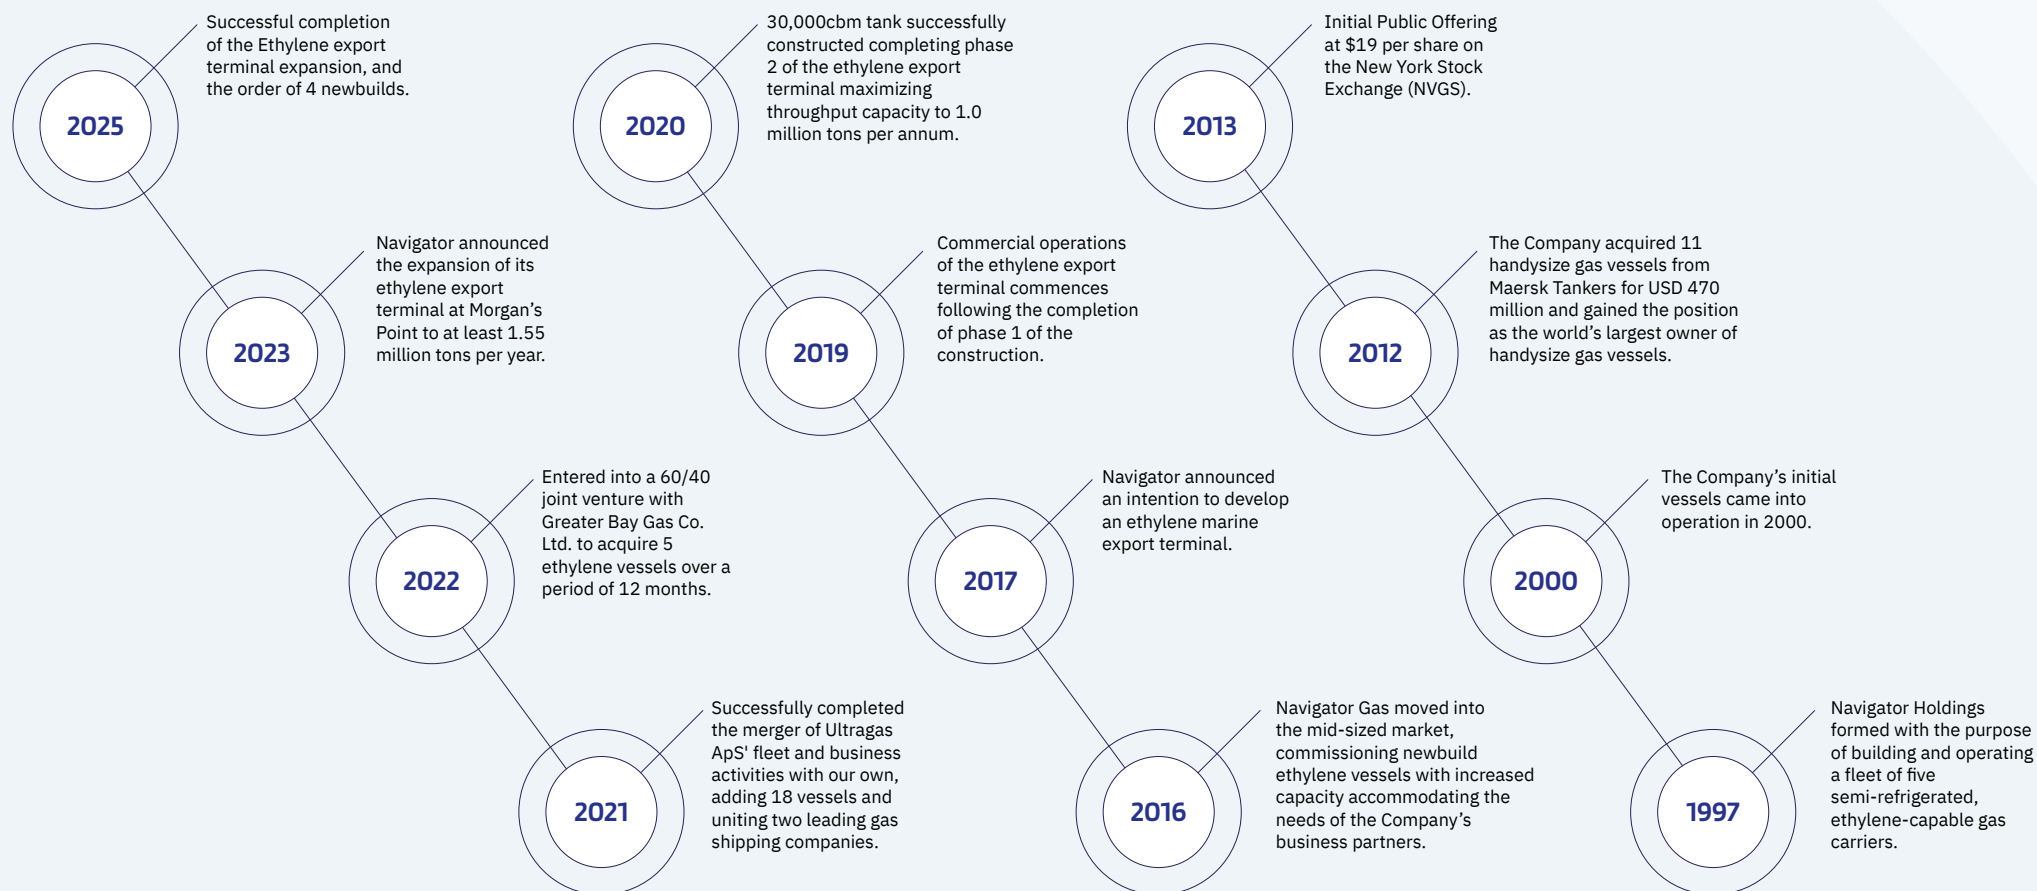 2025
Successful completion
of the Ethylene export
terminal expansion, and
the order of 4 newbuilds.
2023
Navigator announced
the expansion of its
ethylene export
terminal at Morgan’s
Point to at least 1.55
million tons per year.
2022
Entered into a 60/40
joint venture with
Greater Bay Gas Co.
Ltd. to acquire 5
ethylene vessels over a
period of 12 months.
2021
Successfully completed
the merger of Ultragas
ApS' fleet and business
activities with our own,
adding 18 vessels and
uniting two leading gas
shipping companies.
2020
30,000cbm tank successfully
constructed completing phase
2 of the ethylene export
terminal maximizing
throughput capacity to 1.0
million tons per annum.
2019
Commercial operations
of the ethylene export
terminal commences
following the completion
of phase 1 of the
construction.
2017
Navigator announced
an intention to develop
an ethylene marine
export terminal.
2016
Navigator Gas moved into
the mid-sized market,
commissioning newbuild
ethylene vessels with increased
capacity accommodating the
needs of the Company’s
business partners.
2013
Initial Public Offering
at $19 per share on
the New York Stock
Exchange (NVGS).
2012
The Company acquired 11
handysize gas vessels from
Maersk Tankers for USD 470
million and gained the position
as the world’s largest owner of
handysize gas vessels.
2000
The Company’s initial
vessels came into
operation in 2000.
1997
Navigator Holdings
formed with the purpose
of building and operating
a fleet of five
semi-refrigerated,
ethylene-capable gas
carriers.